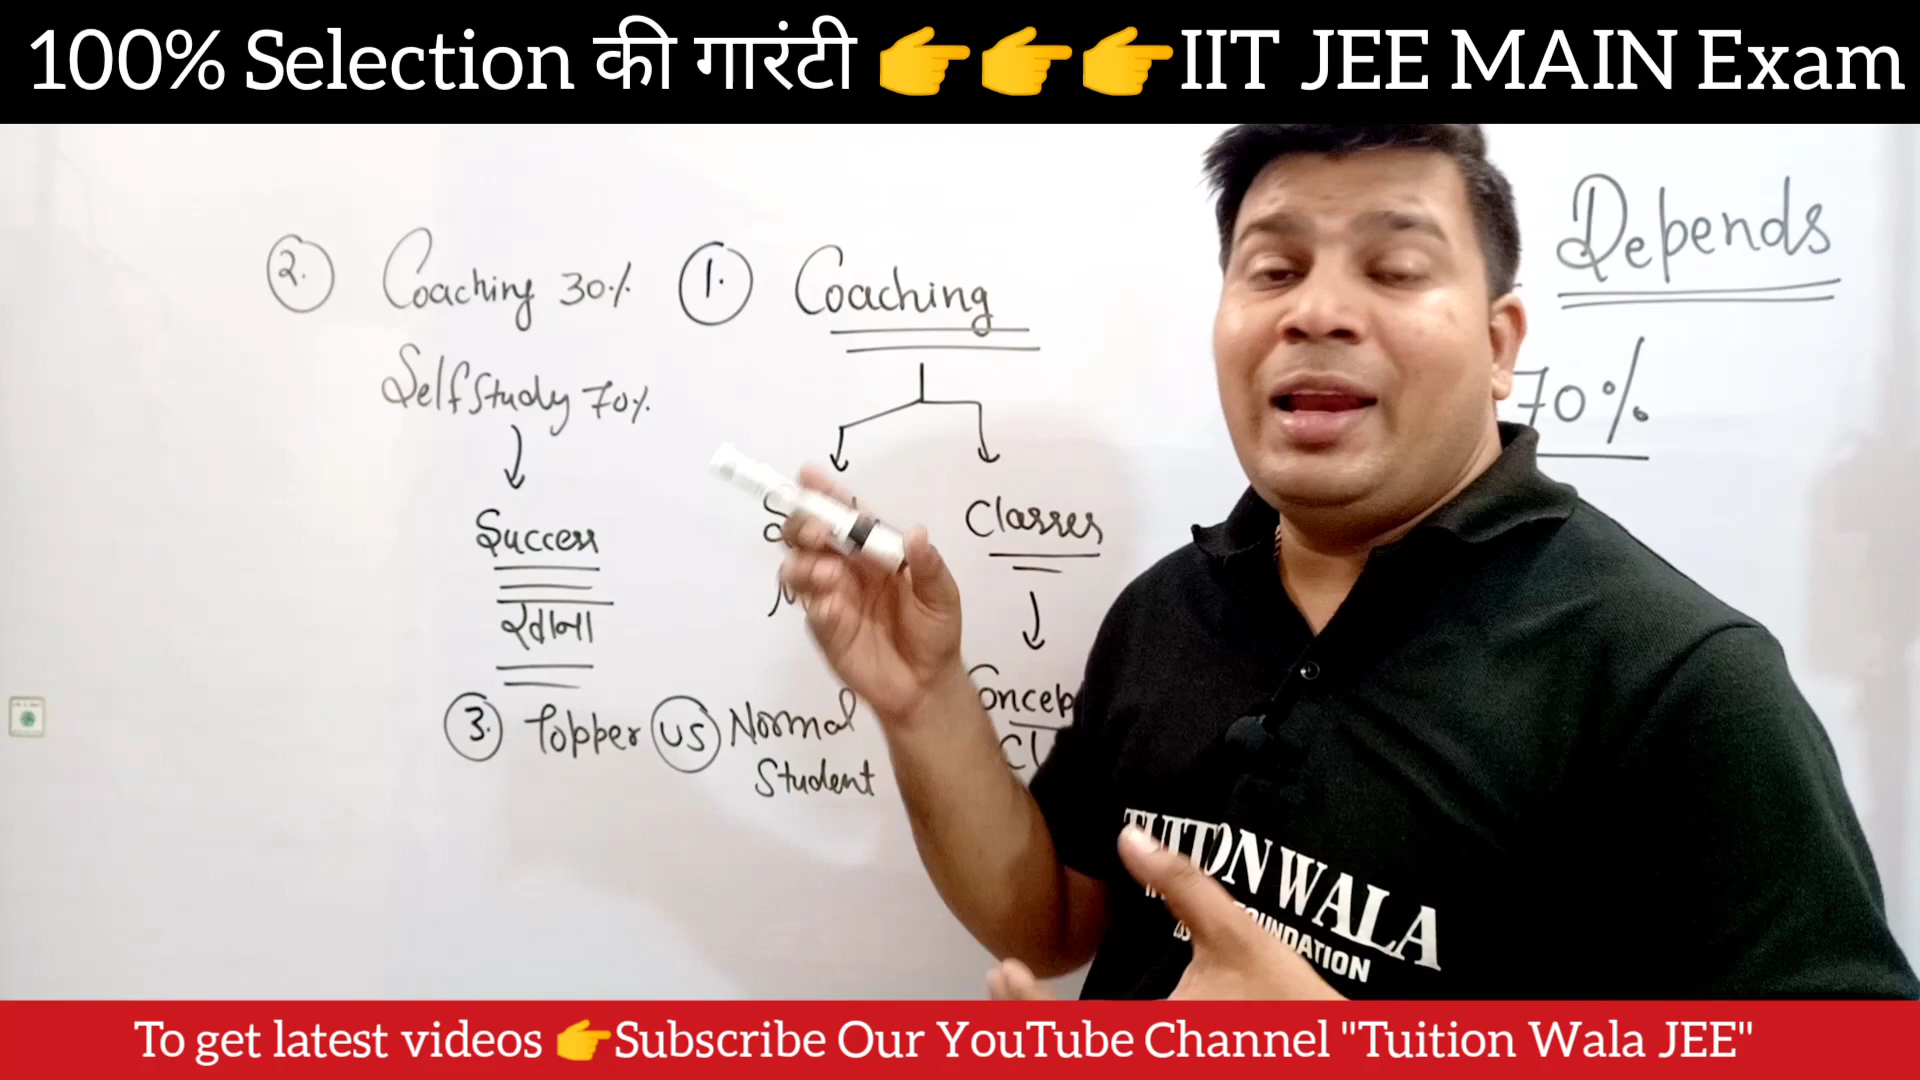 100% Selection की गारंटी 👉👉👉IIT JEE MAIN Exam
Depends
70%
2. Coaching 30%
Self Study 70%
Success
1. Coaching
Classes
3. Topper VS Normal
Student
TUITION WALA
FOUNDATION
To get latest videos 👉Subscribe Our YouTube Channel "Tuition Wala JEE"